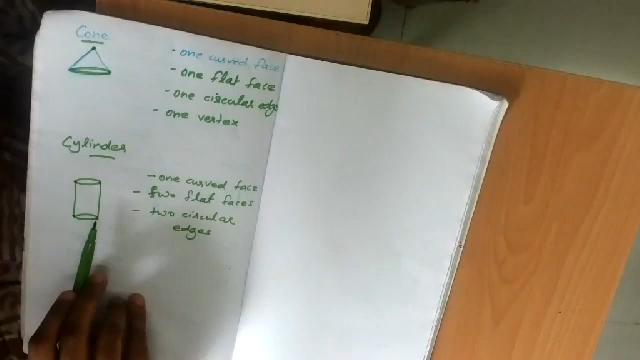 Cone
- one curved face
- one flat face
- one circular edge
- one vertex
Cylinder
- one curved face
- two flat faces
- two circular
edges